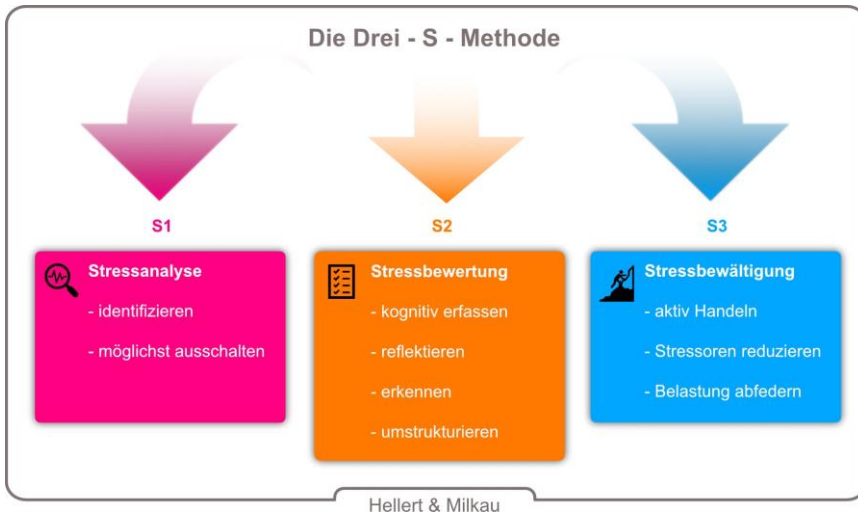 Die Drei - S - Methode
S1
Stressanalyse
- identifizieren
- möglichst ausschalten
S2
Stressbewertung
- kognitiv erfassen
- reflektieren
- erkennen
- umstrukturieren
S3
Stressbewältigung
- aktiv Handeln
- Stressoren reduzieren
- Belastung abfedern
Hellert & Milkau